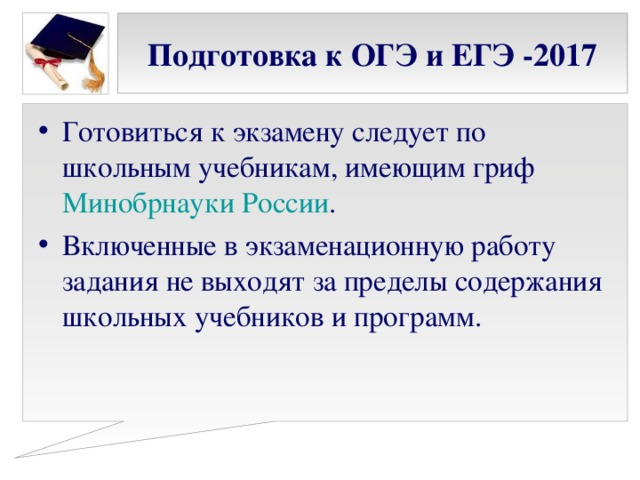 Подготовка к ОГЭ и ЕГЭ -2017
• Готовиться к экзамену следует по
школьным учебникам, имеющим гриф
Минобрнауки России.
• Включенные в экзаменационную работу
задания не выходят за пределы содержания
школьных учебников и программ.